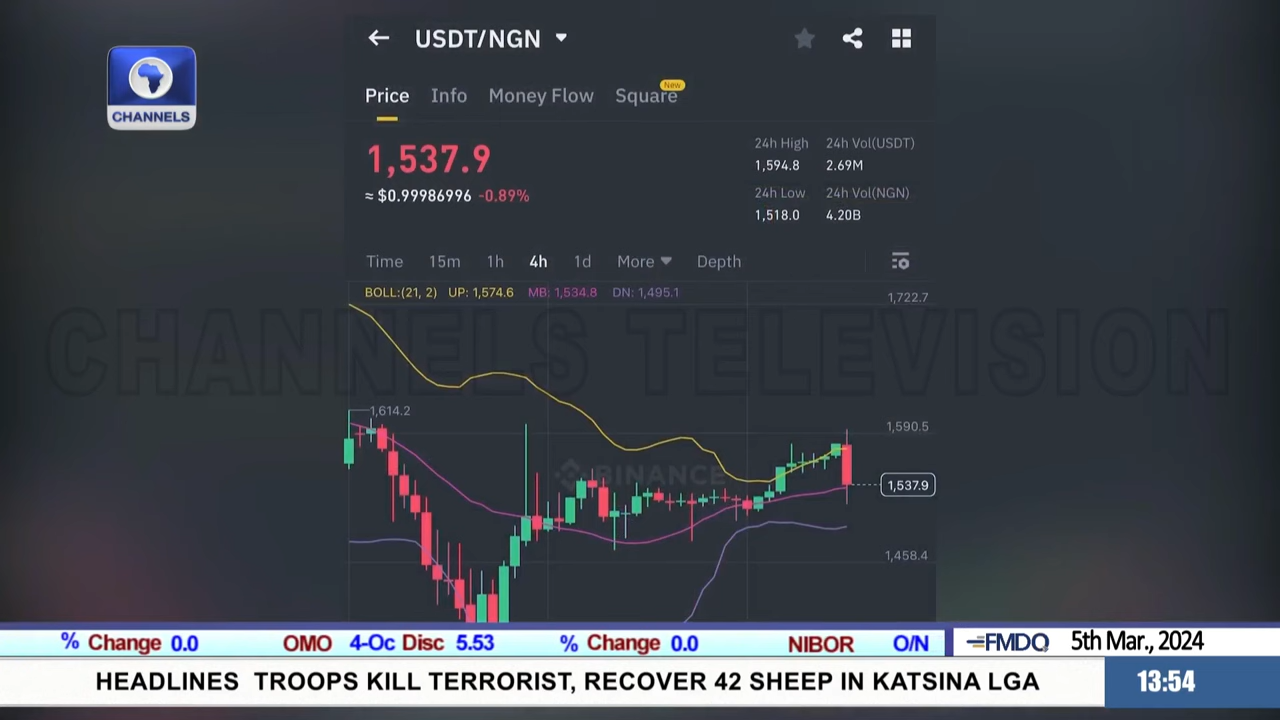 CHANNELS
← USDT/NGN
Price Info Money Flow Square New
1,537.9
≈ $0.99986996 -0.89%
24h High 24h Vol(USDT)
1,594.8 2.69M
24h Low 24h Vol(NGN)
1,518.0 4.20B
Time 15m 1h 4h 1d More Depth
BOLL:(21, 2) UP: 1,574.6 MB: 1,534.8 DN: 1,495.1
1,722.7
CHANNELS TELEVISION
1,614.2
1,590.5
BINANCE
1,537.9
1,458.4
% Change 0.0 OMO 4-Oc Disc 5.53 % Change 0.0 NIBOR O/N
FMDQ 5th Mar., 2024
HEADLINES TROOPS KILL TERRORIST, RECOVER 42 SHEEP IN KATSINA LGA
13:54